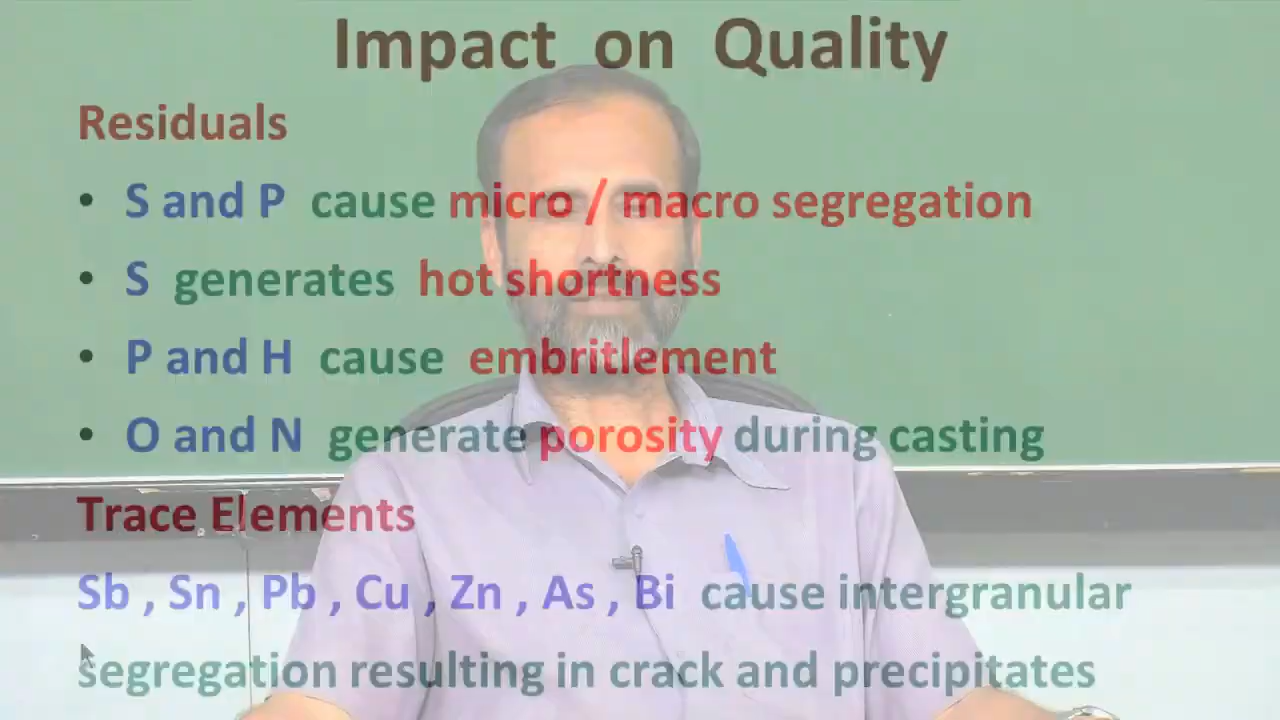 Impact on Quality
Residuals
• S and P cause micro / macro segregation
• S generates hot shortness
• P and H cause embritlement
• O and N generate porosity during casting
Trace Elements
Sb , Sn , Pb , Cu , Zn , As , Bi cause intergranular
segregation resulting in crack and precipitates